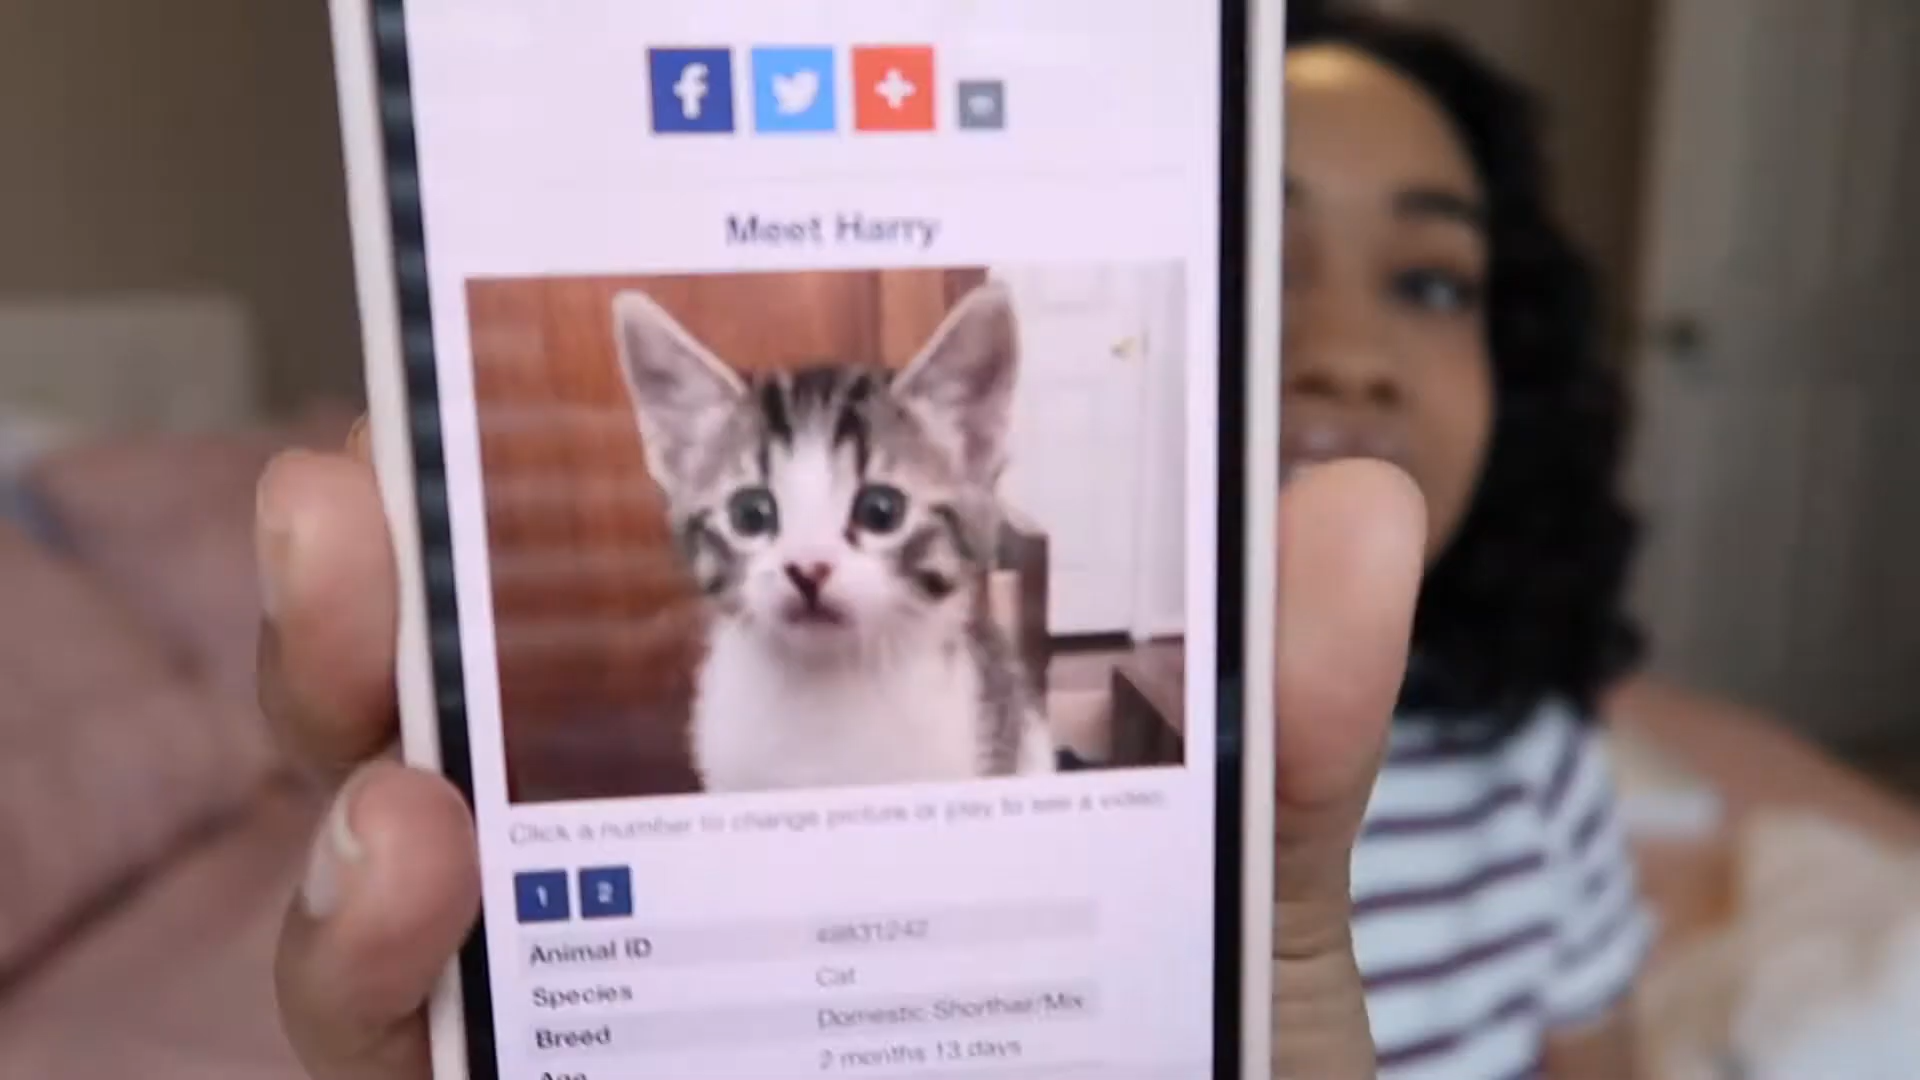 f
Meet Harry
Click a number to change picture or play to see a video.
1 2
Animal ID
Species Cat
Breed Domestic Shorthair/Mix
Age 2 months 13 days